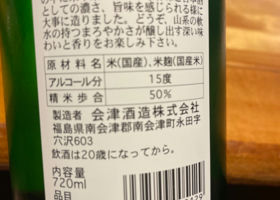 としての濃さ、旨味を感じられる様に
大事に造りました。どうぞ、山系の軟
水の持つまろやかさが醸し出す深い味
わいと香りをお楽しみ下さい。
原材料名 米(国産)、米麹(国産米)
アルコール分 15度
精米歩合 50%
製造者 会津酒造株式会社
福島県南会津郡南会津町永田字
穴沢603
飲酒は20歳になってから。
内容量
720ml
品目